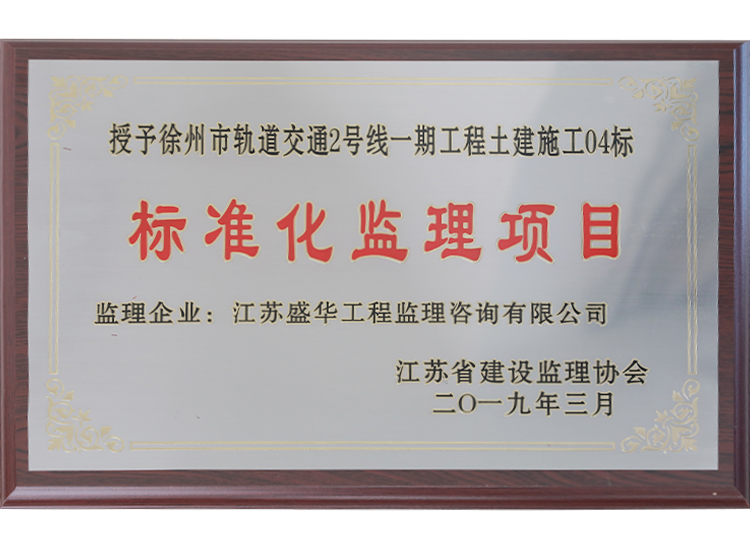 授予徐州市轨道交通2号线一期工程土建施工04标
标准化监理项目
监理企业：江苏盛华工程监理咨询有限公司
江苏省建设监理协会
二〇一九年三月